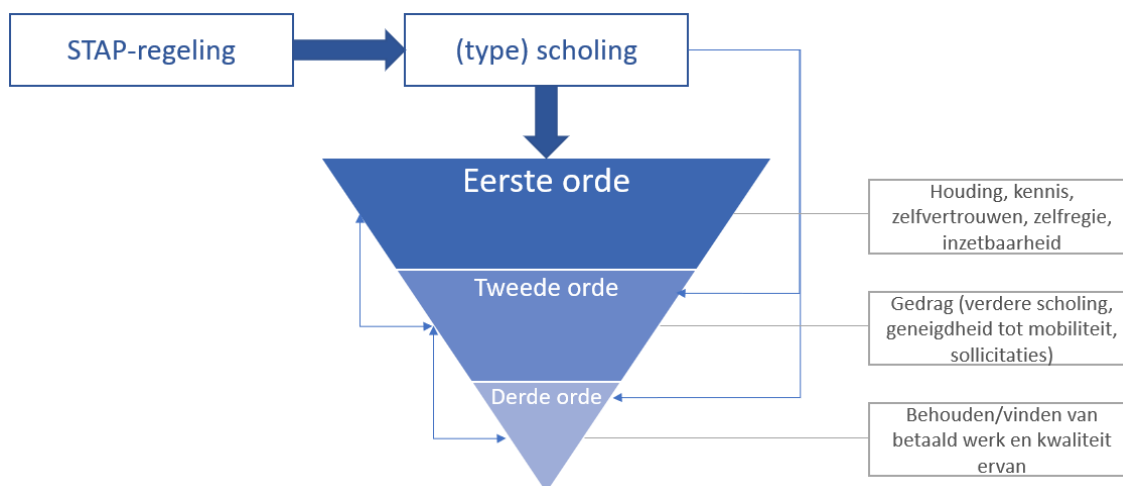 STAP-regeling
(type) scholing
Eerste orde
Houding, kennis,
zelfvertrouwen, zelfregie,
inzetbaarheid
Tweede orde
Gedrag (verdere scholing,
geneigdheid tot mobiliteit,
sollicitaties)
Derde orde
Behouden/vinden van
betaald werk en kwaliteit
ervan